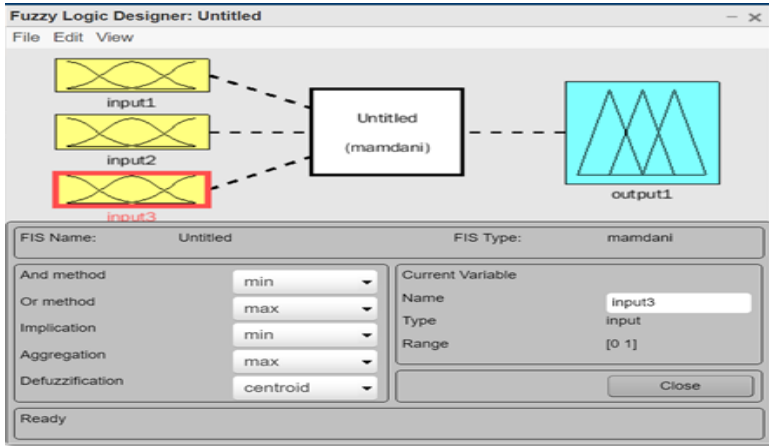 Fuzzy Logic Designer: Untitled
File Edit View
input1
input2
input3
Untitled
(mamdani)
output1
FIS Name: Untitled FIS Type: mamdani
And method min
Or method max
Implication min
Aggregation max
Defuzzification centroid
Current Variable
Name input3
Type input
Range [0 1]
Close
Ready